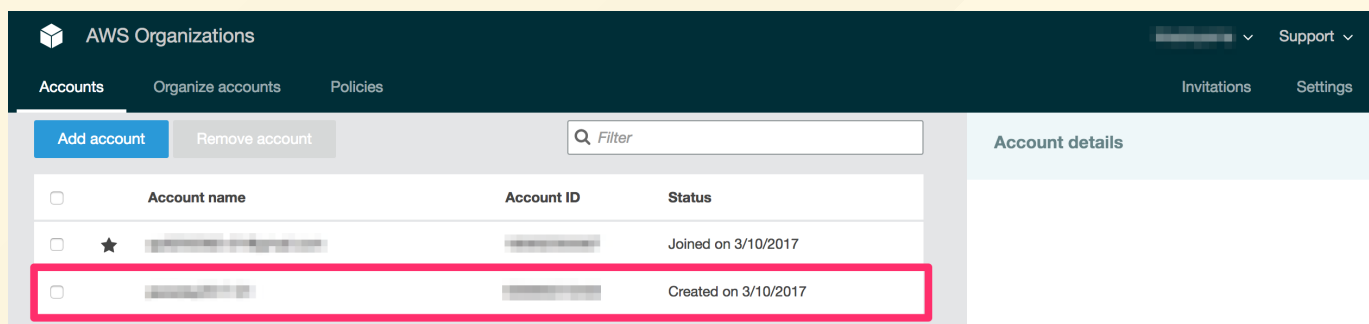 AWS Organizations
Support
Accounts Organize accounts Policies Invitations Settings
Add account Remove account Filter Account details
Account name Account ID Status
Joined on 3/10/2017
Created on 3/10/2017